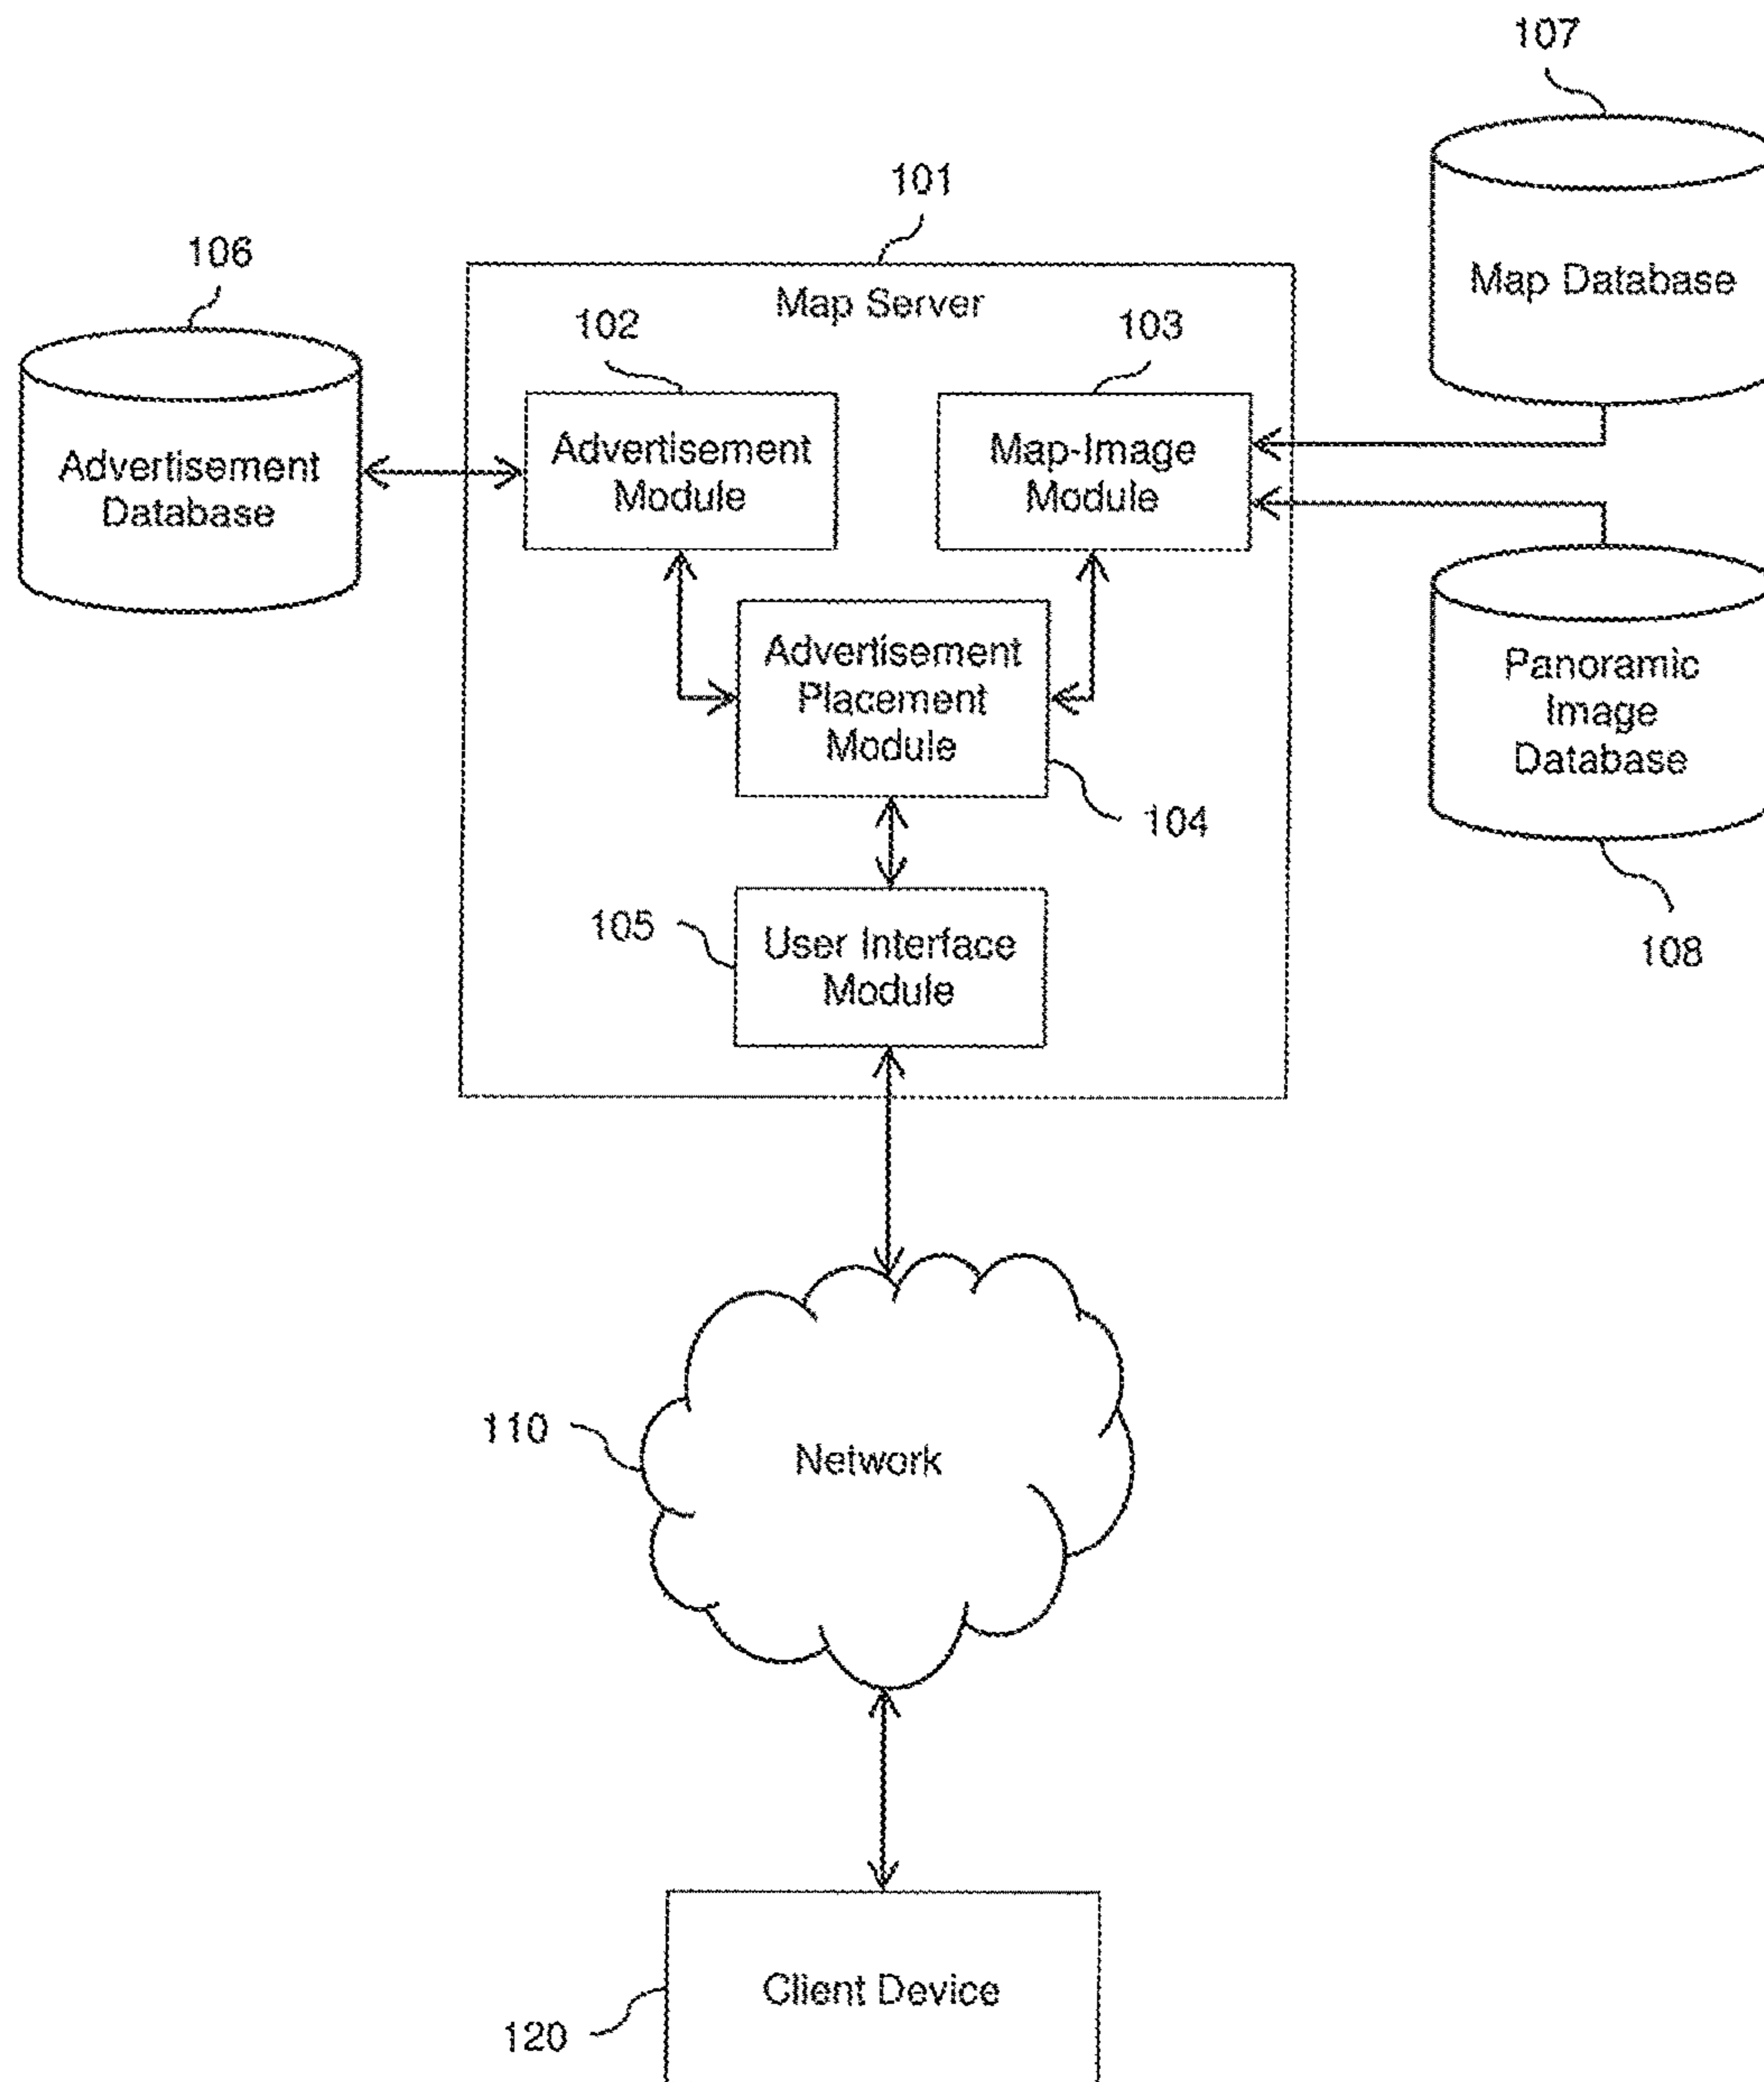 107
101
106
Map Server
Map Database
102
103
Advertisement
Database
Advertisement
Module
Map-Image
Module
Advertisement
Placement
Module
Panoramic
Image
Database
104
105
User Interface
Module
108
110
Network
Client Device
120